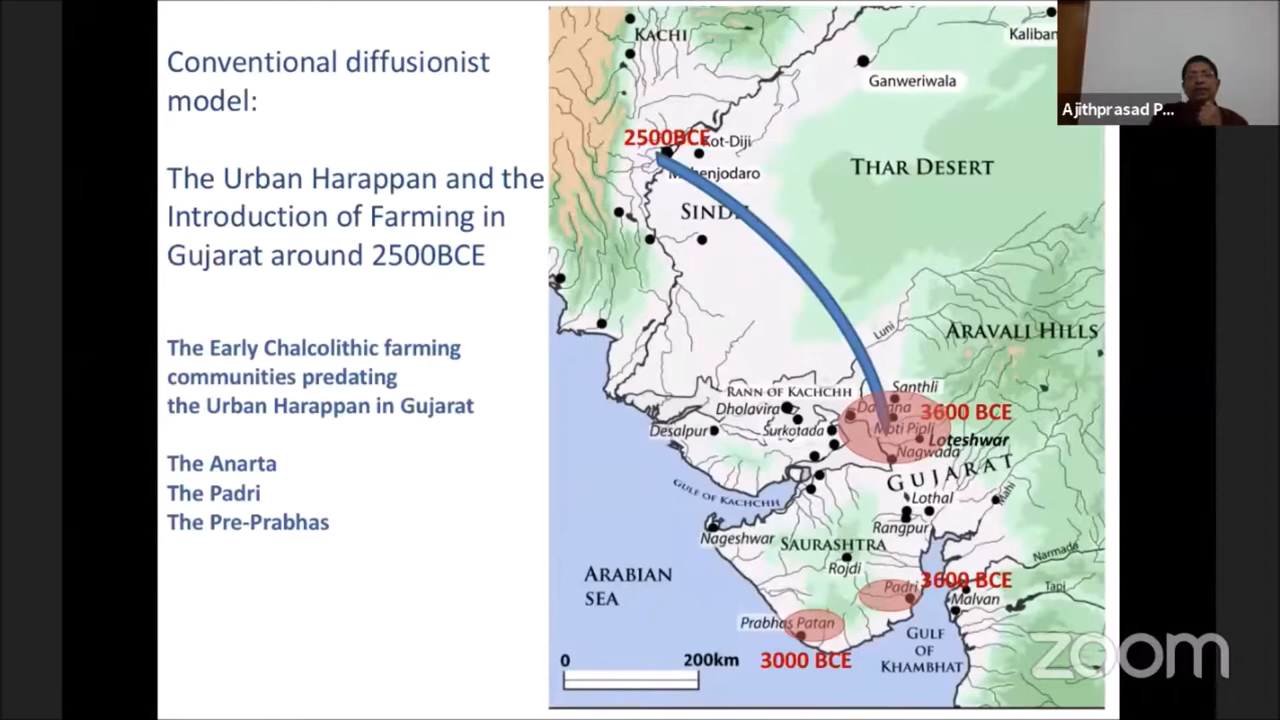 Conventional diffusionist
model:
The Urban Harappan and the
Introduction of Farming in
Gujarat around 2500BCE
The Early Chalcolithic farming
communities predating
the Urban Harappan in Gujarat
The Anarta
The Padri
The Pre-Prabhas
KACHI
Kaliban
Ganweriwala
Ajithprasad P...
2500BCE
Kot-Diji
THAR DESERT
SINDH
Luni
ARAVALI HILLS
RANN OF KACHCHH
Santhli
Dholavira
3600 BCE
Desalpur
Surkotada
Moti Pipli
Loteshwar
Nagwada
GUJARAT
GULF OF KACHCHH
Lothal
Mahi
Rangpur
Nageshwar
SAURASHTRA
Rojdi
Narmada
ARABIAN
SEA
Padri
3600 BCE
Tapi
Malvan
Prabhas Patan
GULF
OF
KHAMBHAT
0
200km
3000 BCE
zoom